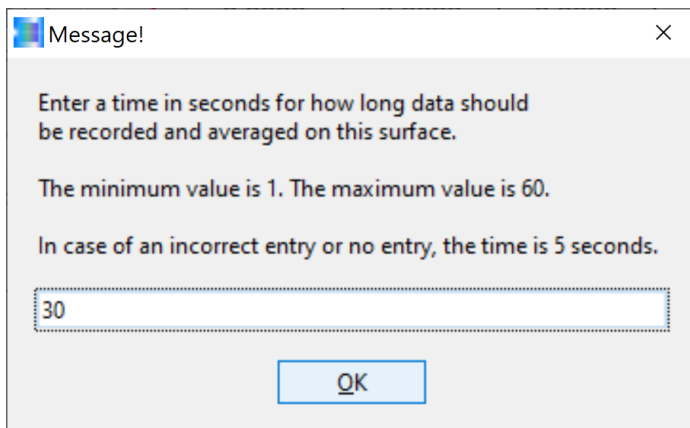 Message!
Enter a time in seconds for how long data should
be recorded and averaged on this surface.
The minimum value is 1. The maximum value is 60.
In case of an incorrect entry or no entry, the time is 5 seconds.
30
OK